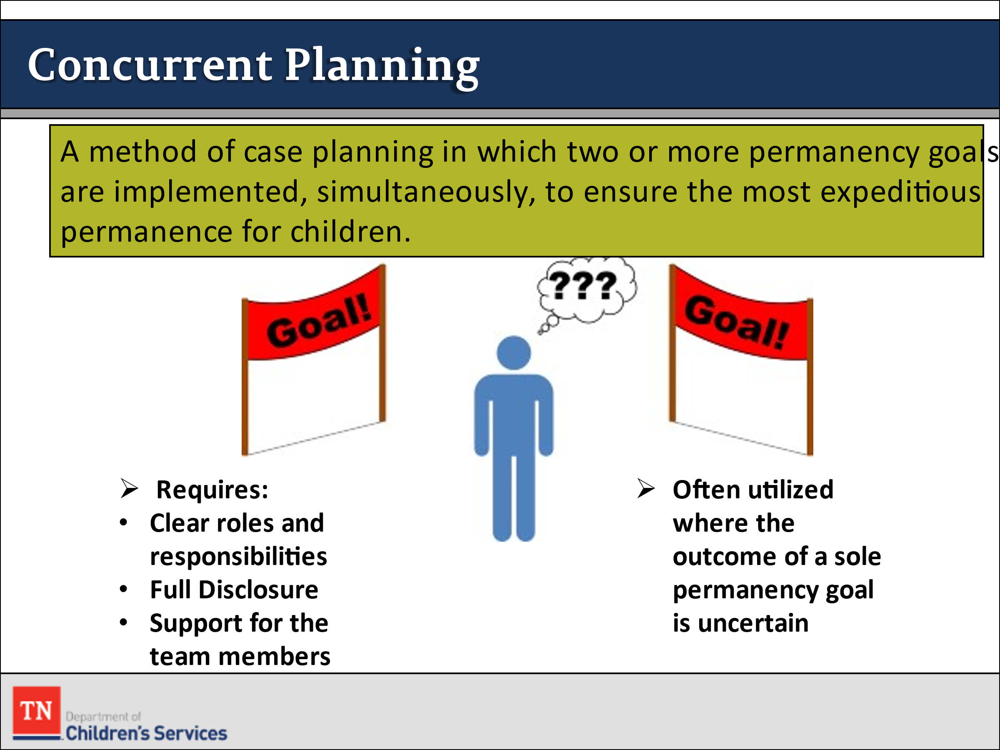 Concurrent Planning
A method of case planning in which two or more permanency goals
are implemented, simultaneously, to ensure the most expeditious
permanence for children.
???
Goal!
Goal!
➢ Requires:
• Clear roles and
responsibilities
• Full Disclosure
• Support for the
team members
➢ Often utilized
where the
outcome of a sole
permanency goal
is uncertain
TN
Department of
Children's Services